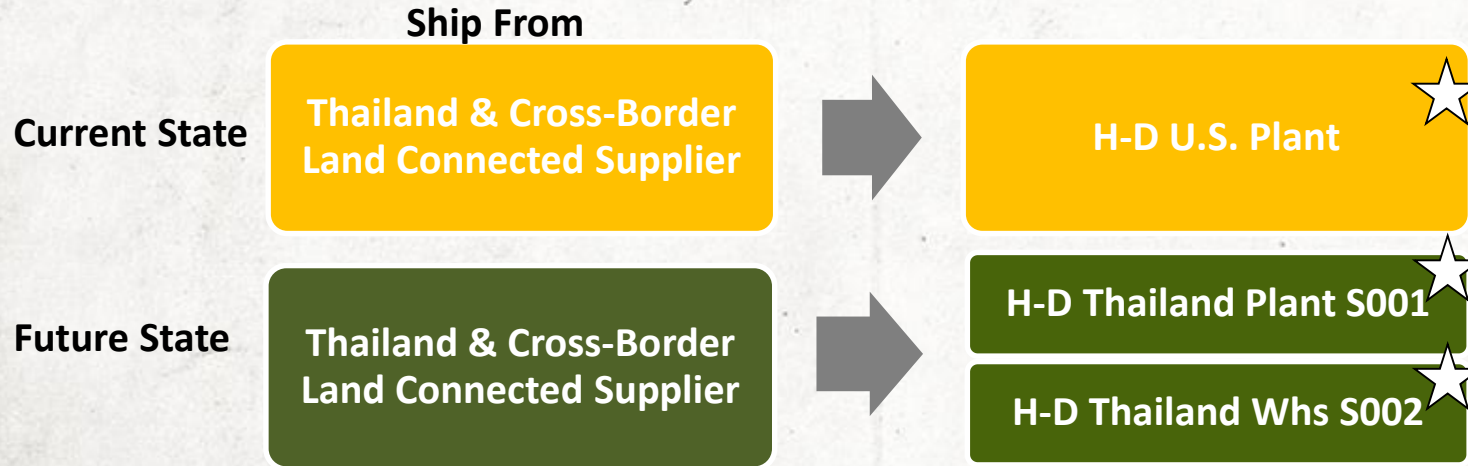 Ship From
Current State
Thailand & Cross-Border
Land Connected Supplier
H-D U.S. Plant
Future State
Thailand & Cross-Border
Land Connected Supplier
H-D Thailand Plant S001
H-D Thailand Whs S002